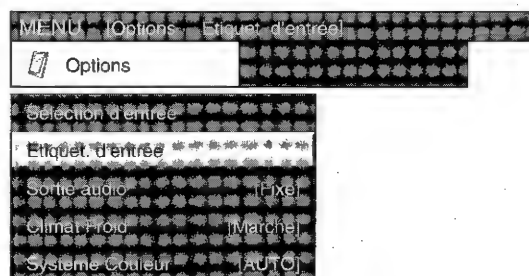 MENU [Options - Etiquet. d'entrée]
Options
Sélection d'entrée
Etiquet. d'entrée
Sortie audio [Fixe]
Climat Froid [Marche]
Système Couleur [AUTO]